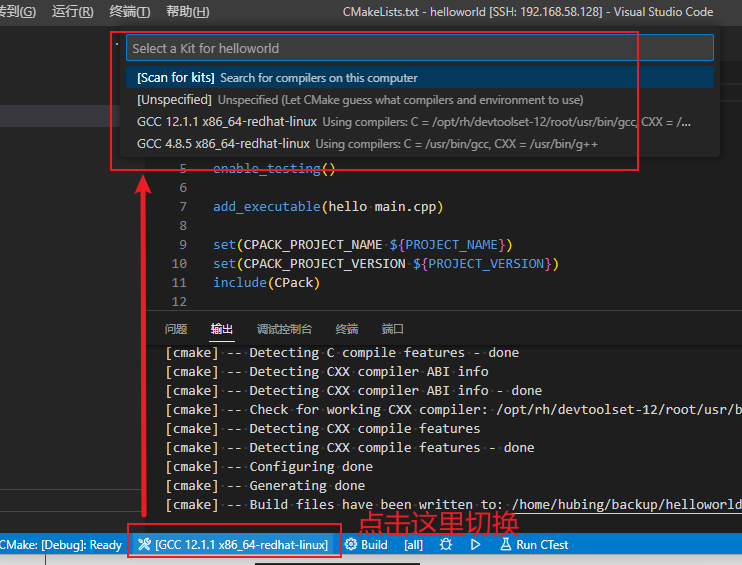 转到(G) 运行(R) 终端(T) 帮助(H) CMakeLists.txt - helloworld [SSH: 192.168.58.128] - Visual Studio Code
Select a Kit for helloworld
[Scan for kits] Search for compilers on this computer
[Unspecified] Unspecified (Let CMake guess what compilers and environment to use)
GCC 12.1.1 x86_64-redhat-linux Using compilers: C = /opt/rh/devtoolset-12/root/usr/bin/gcc, CXX = /...
GCC 4.8.5 x86_64-redhat-linux Using compilers: C = /usr/bin/gcc, CXX = /usr/bin/g++
5 enable_testing()
6
7 add_executable(hello main.cpp)
8
9 set(CPACK_PROJECT_NAME ${PROJECT_NAME})
10 set(CPACK_PROJECT_VERSION ${PROJECT_VERSION})
11 include(CPack)
12
问题 输出 调试控制台 终端 端口
[cmake] -- Detecting C compile features - done
[cmake] -- Detecting CXX compiler ABI info
[cmake] -- Detecting CXX compiler ABI info - done
[cmake] -- Check for working CXX compiler: /opt/rh/devtoolset-12/root/usr/b
[cmake] -- Detecting CXX compile features
[cmake] -- Detecting CXX compile features - done
[cmake] -- Configuring done
[cmake] -- Generating done
[cmake] -- Build files have been written to: /home/hubing/backup/helloworld
点击这里切换
CMake: [Debug]: Ready [GCC 12.1.1 x86_64-redhat-linux] Build [all] Run CTest